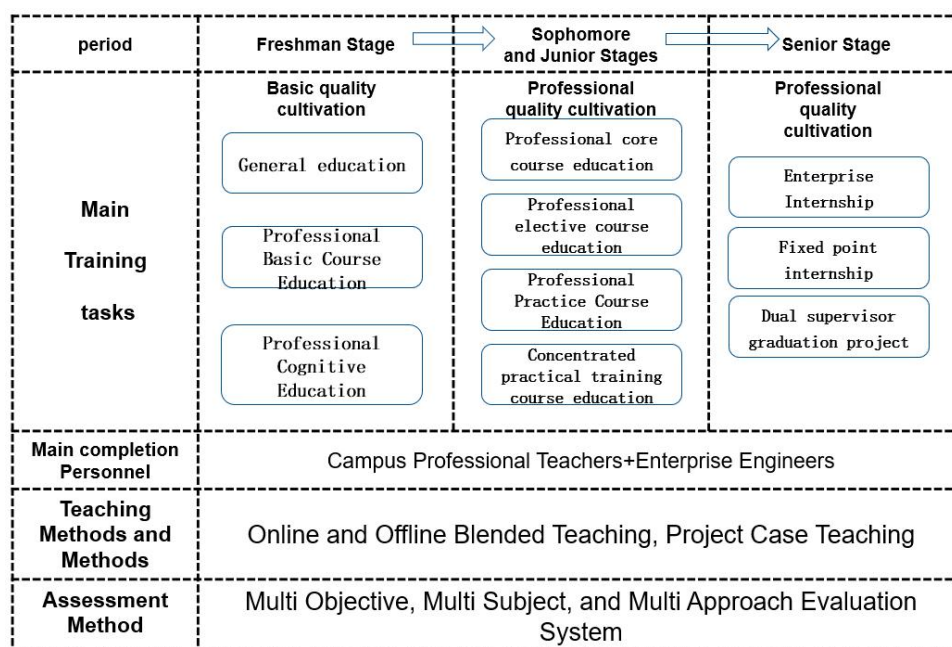 period
Freshman Stage
Sophomore
and Junior Stages
Senior Stage
Main
Training
tasks
Basic quality
cultivation
General education
Professional
Basic Course
Education
Professional
Cognitive
Education
Professional
quality cultivation
Professional core
course education
Professional
elective course
education
Professional
Practice Course
Education
Concentrated
practical training
course education
Professional
quality
cultivation
Enterprise
Internship
Fixed point
internship
Dual supervisor
graduation project
Main completion
Personnel
Campus Professional Teachers+Enterprise Engineers
Teaching
Methods and
Methods
Online and Offline Blended Teaching, Project Case Teaching
Assessment
Method
Multi Objective, Multi Subject, and Multi Approach Evaluation
System